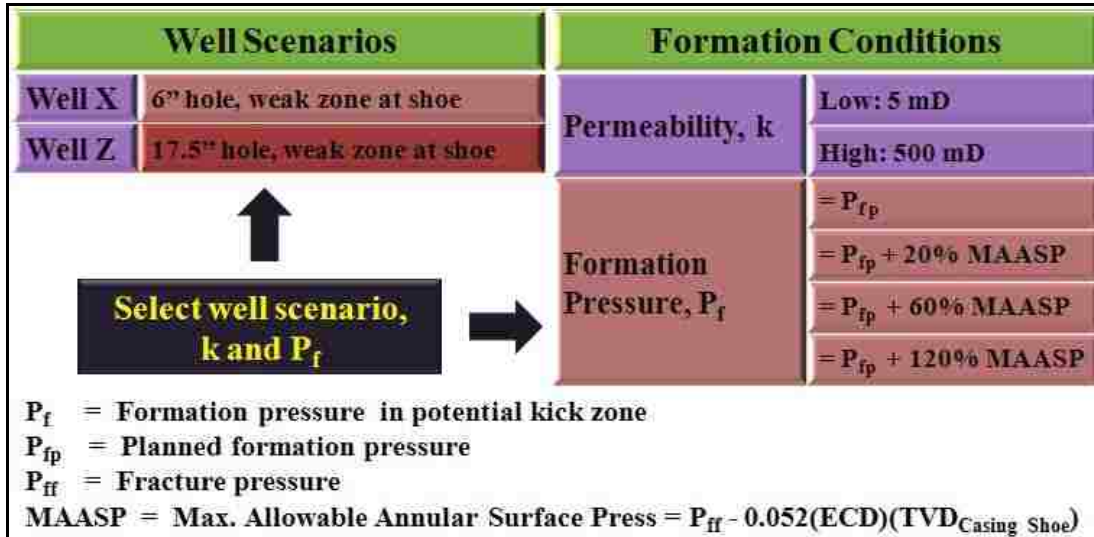 Well Scenarios
Well X
6” hole, weak zone at shoe
Well Z
17.5” hole, weak zone at shoe
Select well scenario,
k and Pf
Formation Conditions
Permeability, k
Low: 5 mD
High: 500 mD
Formation
Pressure, Pf
= Pfp
= Pfp + 20% MAASP
= Pfp + 60% MAASP
= Pfp + 120% MAASP
Pf = Formation pressure in potential kick zone
Pfp = Planned formation pressure
Pff = Fracture pressure
MAASP = Max. Allowable Annular Surface Press = Pff - 0.052(ECD)(TVDCasing Shoe)